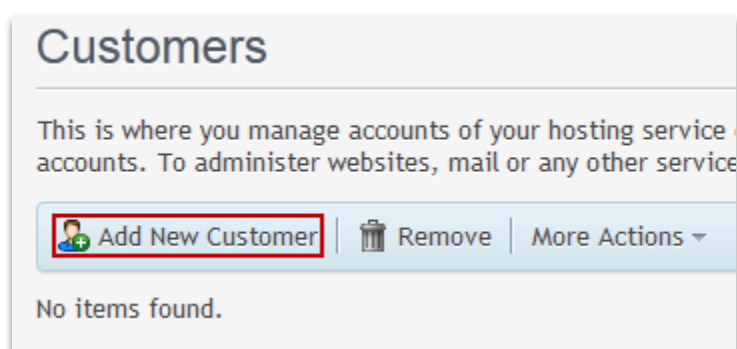 Customers
This is where you manage accounts of your hosting service
accounts. To administer websites, mail or any other service
Add New Customer Remove More Actions
No items found.